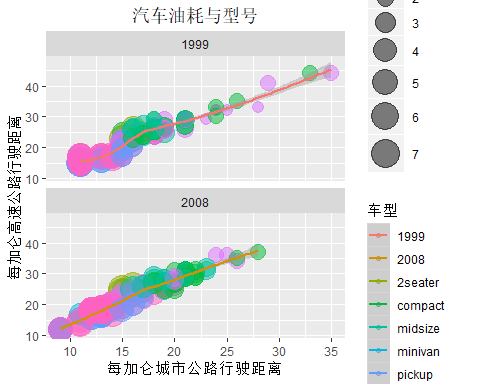 汽车油耗与型号
1999
40
30
20
10
每加仑高速公路行驶距离
2008
40
30
20
10
10
15
20
25
30
35
每加仑城市公路行驶距离
3
4
5
6
7
车型
1999
2008
2seater
compact
midsize
minivan
pickup